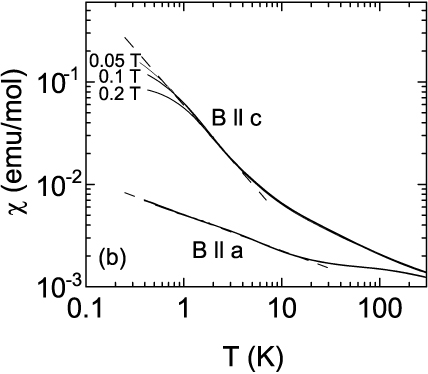 10⁻¹
10⁻²
10⁻³
χ (emu/mol)
0.05 T
0.1 T
0.2 T
B ǁ c
B ǁ a
(b)
0.1 1 10 100
T (K)